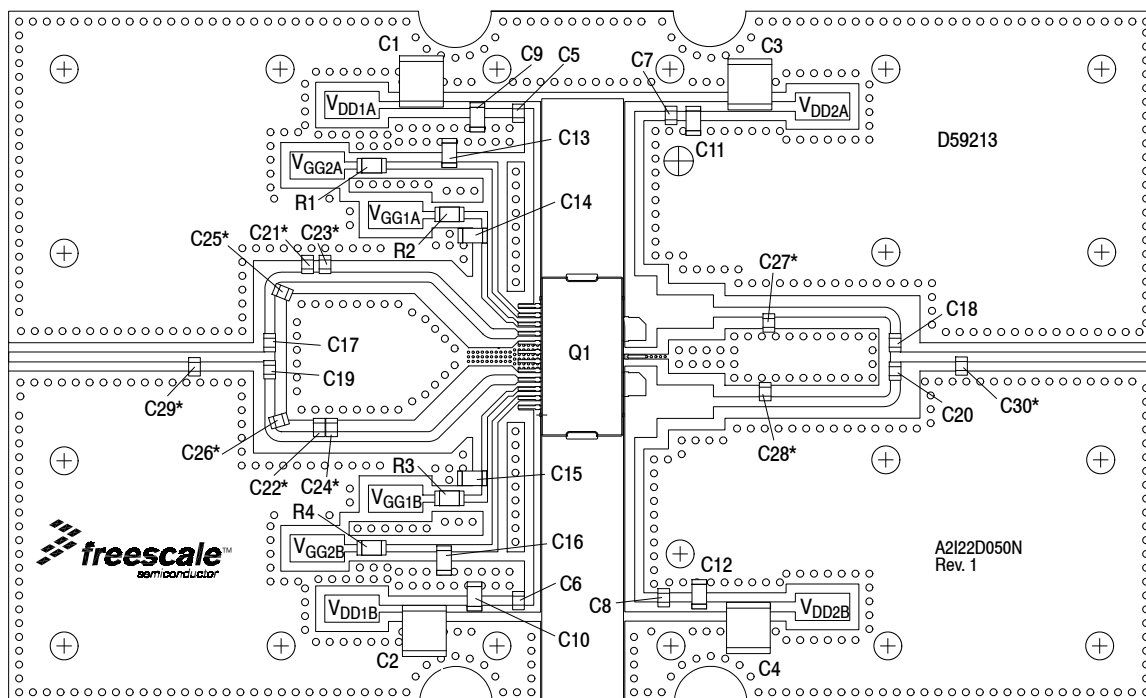 C1
C9
C5
C7
C3
VDD1A
VDD2A
C13
C11
D59213
VGG2A
R1
VGG1A
C14
R2
C25*
C21*
C23*
C27*
C18
C17
Q1
C19
C29*
C20
C30*
C26*
C28*
C22*
C24*
R3
C15
VGG1B
R4
VGG2B
C16
freescale™
semiconductor
A2I22D050N
Rev. 1
C12
C6
C8
VDD1B
VDD2B
C10
C2
C4